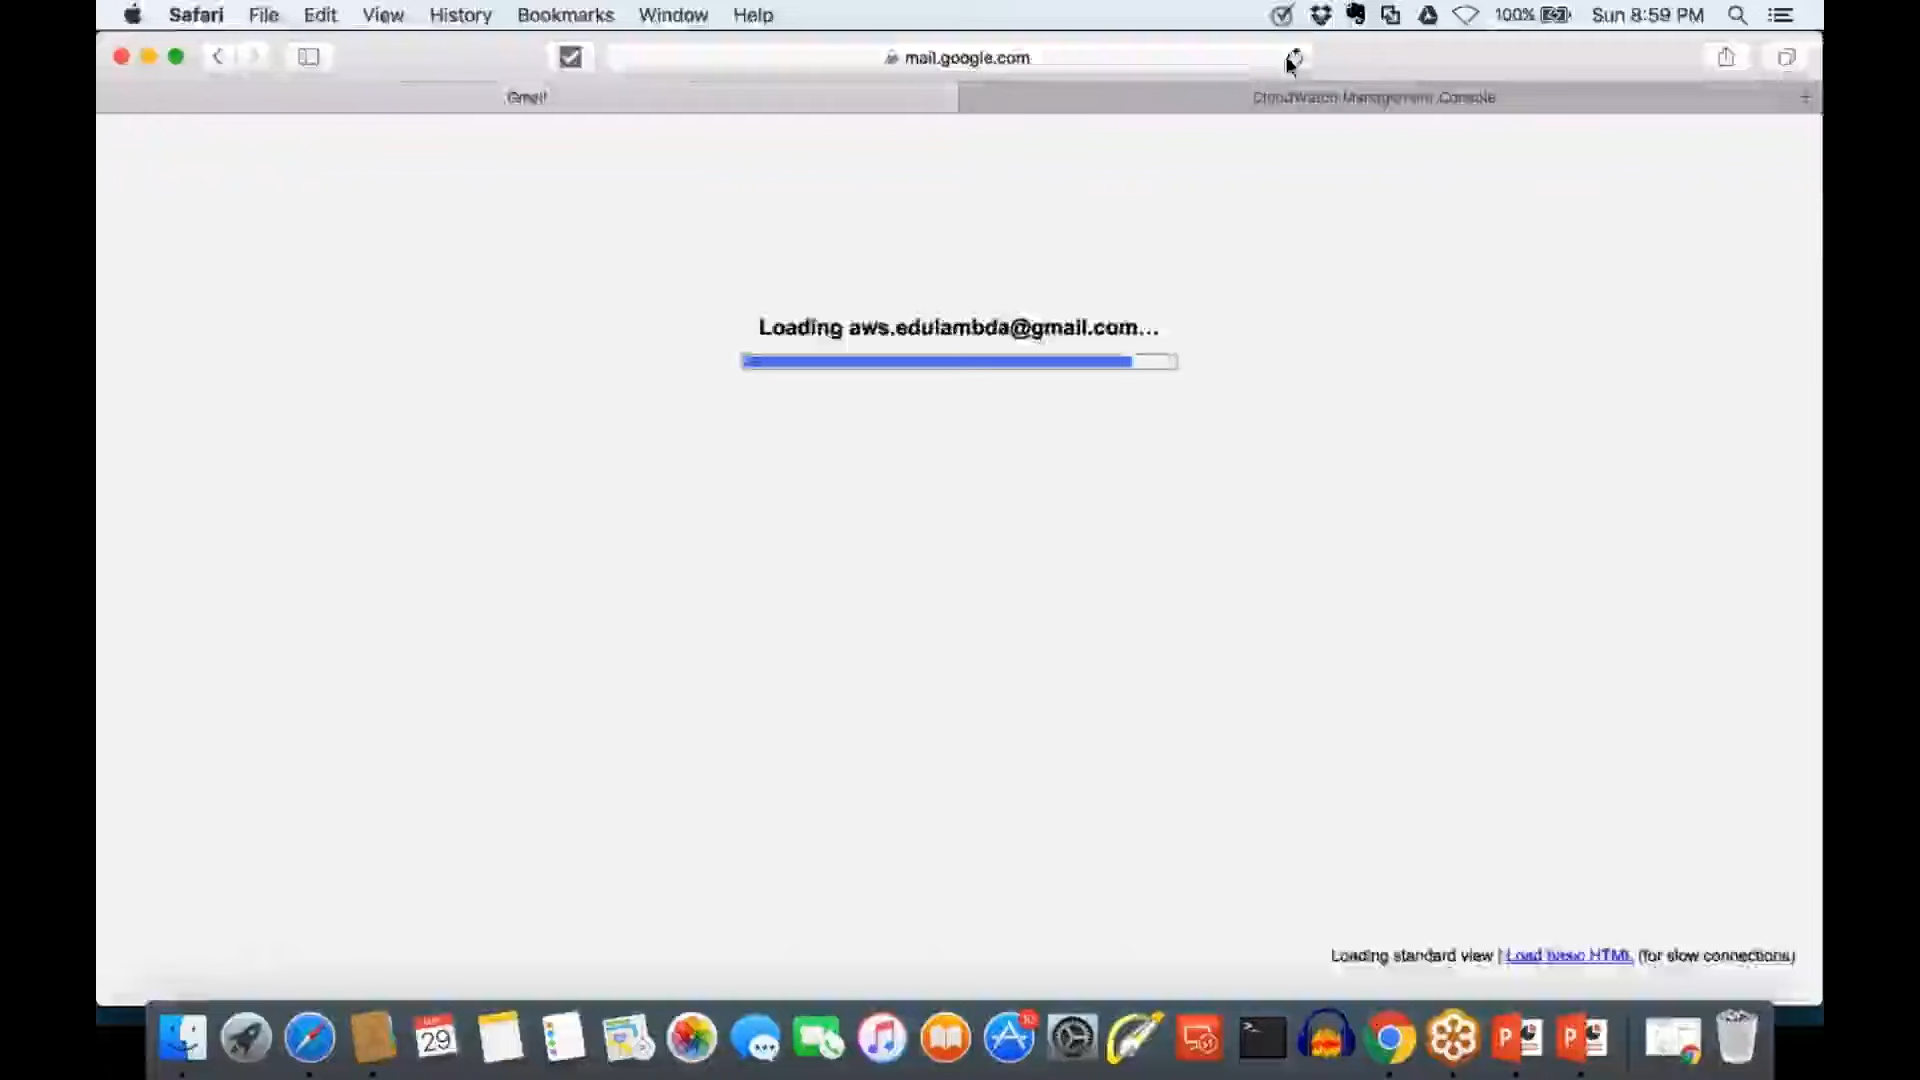 Safari File Edit View History Bookmarks Window Help 100% Sun 8:59 PM
mail.google.com
Gmail CloudWatch Management Console +
Loading aws.edulambda@gmail.com...
Loading standard view | Load basic HTML (for slow connections)
29